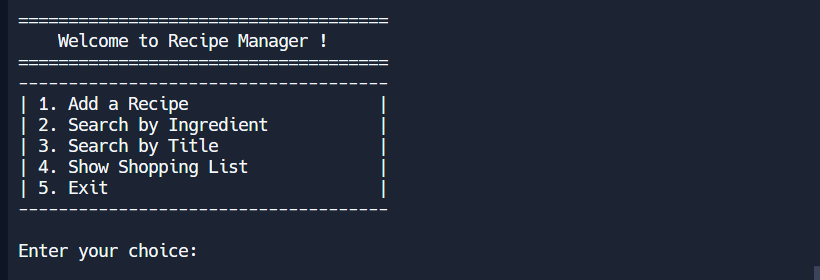 =====================================
    Welcome to Recipe Manager !
=====================================
-------------------------------------
| 1. Add a Recipe                   |
| 2. Search by Ingredient           |
| 3. Search by Title                |
| 4. Show Shopping List             |
| 5. Exit                           |
-------------------------------------
Enter your choice: